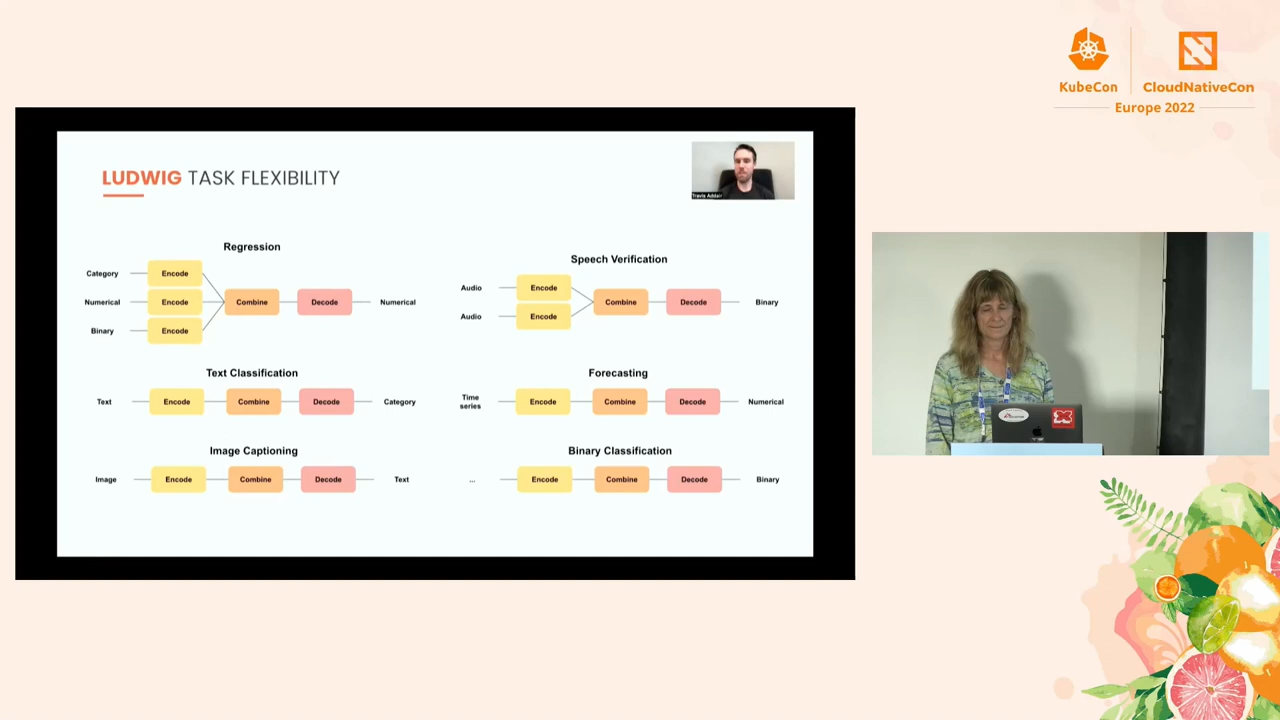 KubeCon
CloudNativeCon
Europe 2022
LUDWIG TASK FLEXIBILITY
Travis Addair
Regression
Category
Encode
Numerical
Encode
Combine
Decode
Numerical
Binary
Encode
Speech Verification
Audio
Encode
Audio
Encode
Combine
Decode
Binary
Text Classification
Text
Encode
Combine
Decode
Category
Forecasting
Time
series
Encode
Combine
Decode
Numerical
Image Captioning
Image
Encode
Combine
Decode
Text
Binary Classification
...
Encode
Combine
Decode
Binary